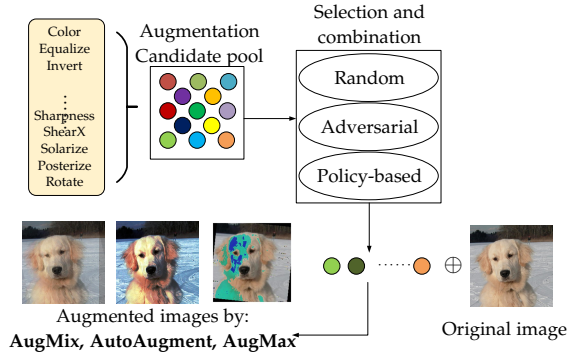 Color
Equalize
Invert
Sharpness
ShearX
Solarize
Posterize
Rotate
Augmentation
Candidate pool
Selection and
combination
Random
Adversarial
Policy-based
Augmented images by:
AugMix, AutoAugment, AugMax
Original image